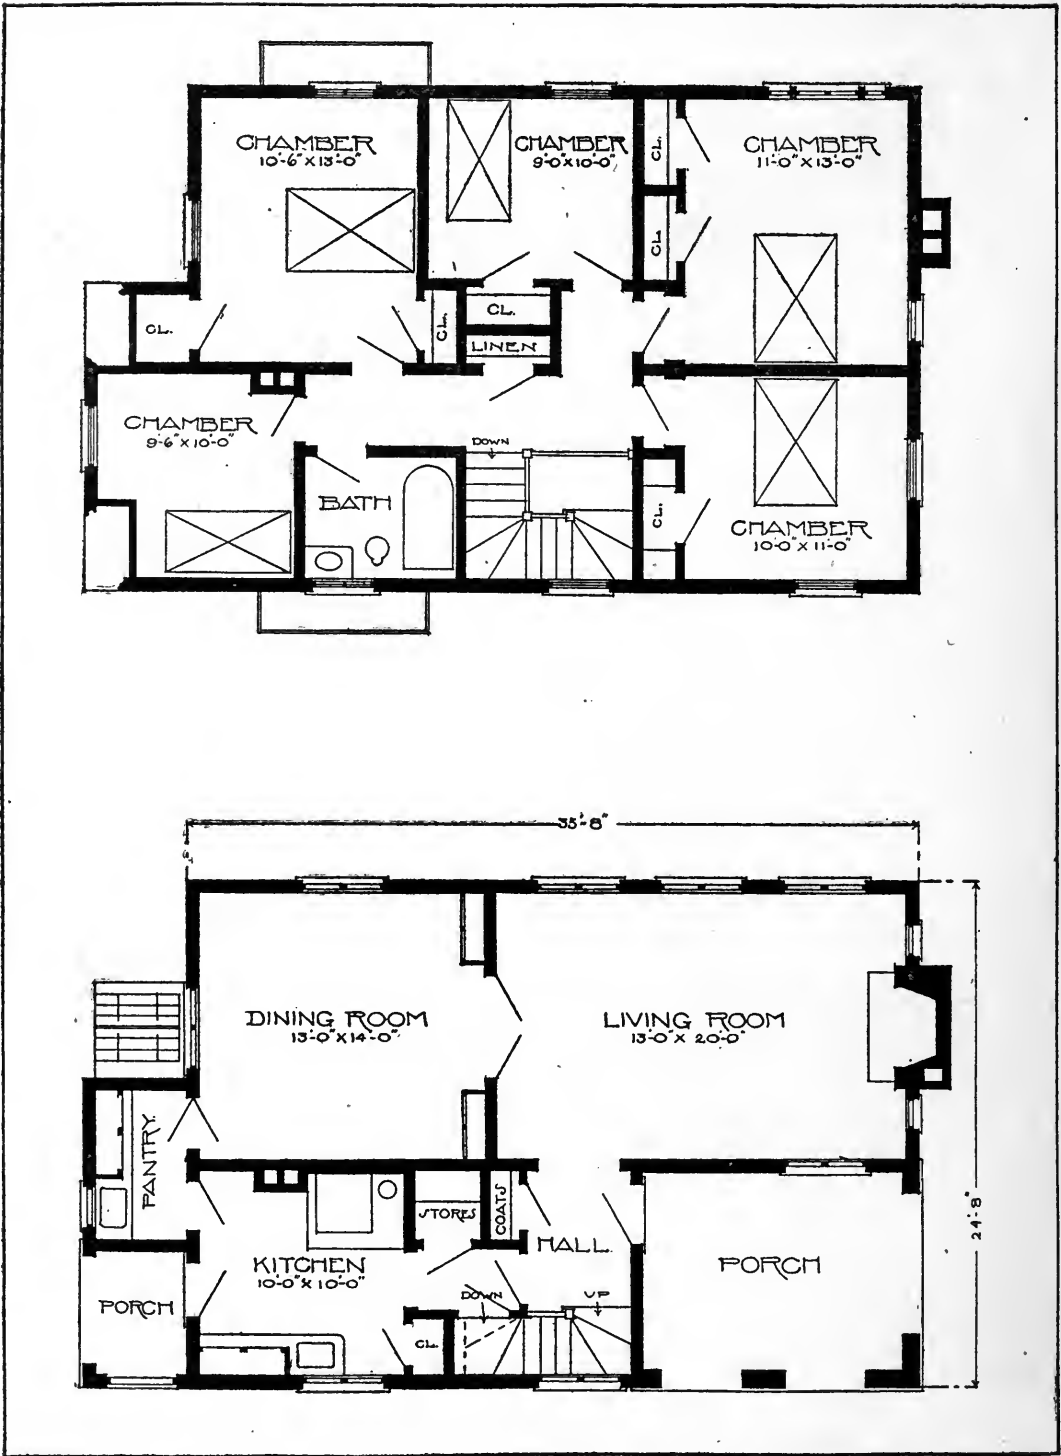 CHAMBER
10'-6" X 13'-0"
CHAMBER
9'-0" X 10'-0"
CL.
CHAMBER
11'-0" X 13'-0"
CL.
CL.
CL.
CL.
LINEN
CHAMBER
9'-6" X 10'-0"
DOWN
BATH
CL.
CHAMBER
10'-0" X 11'-0"
35'-8"
DINING ROOM
13'-0" X 14'-0"
LIVING ROOM
13'-0" X 20'-0"
PANTRY.
STORES
COATS
24'-8"
HALL.
KITCHEN
10'-0" X 10'-0"
PORCH
PORCH
DOWN
UP
CL.